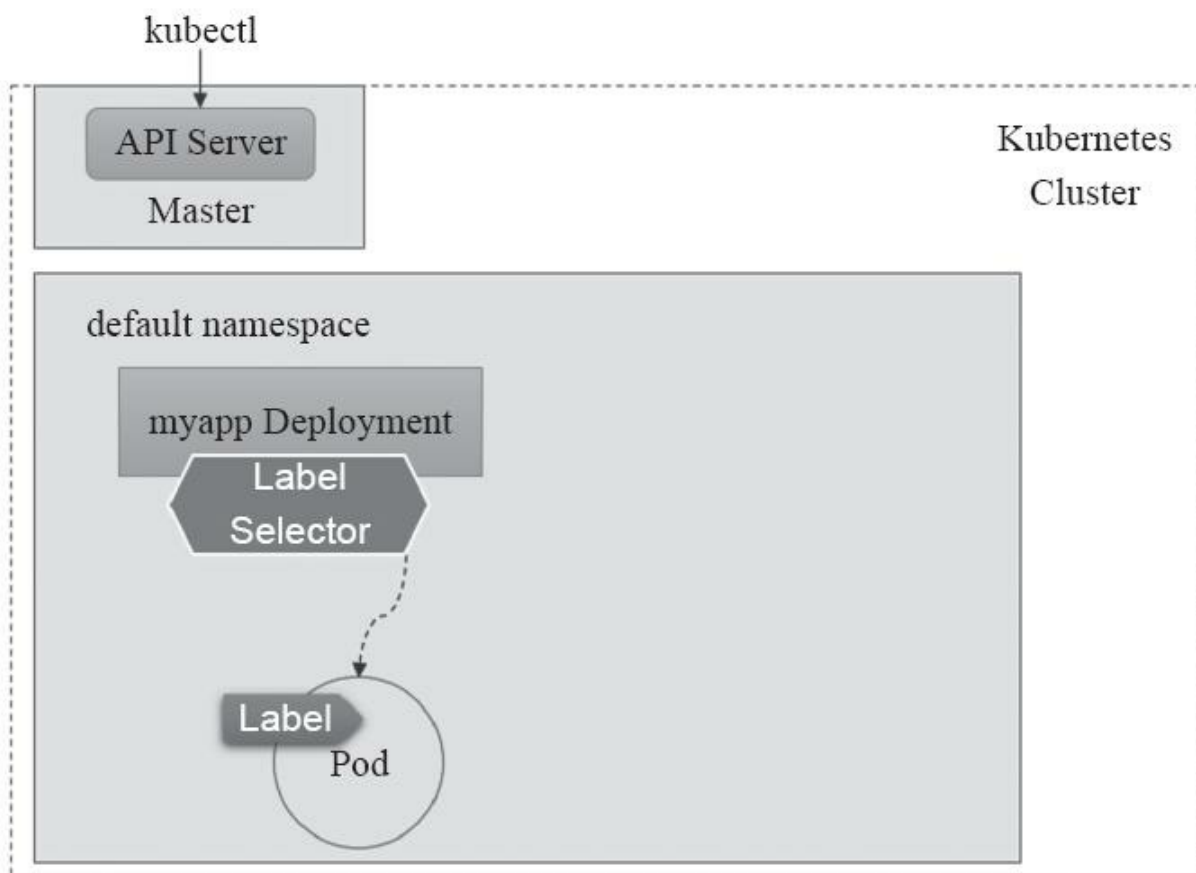 kubectl
API Server
Master
Kubernetes
Cluster
default namespace
myapp Deployment
Label
Selector
Label
Pod